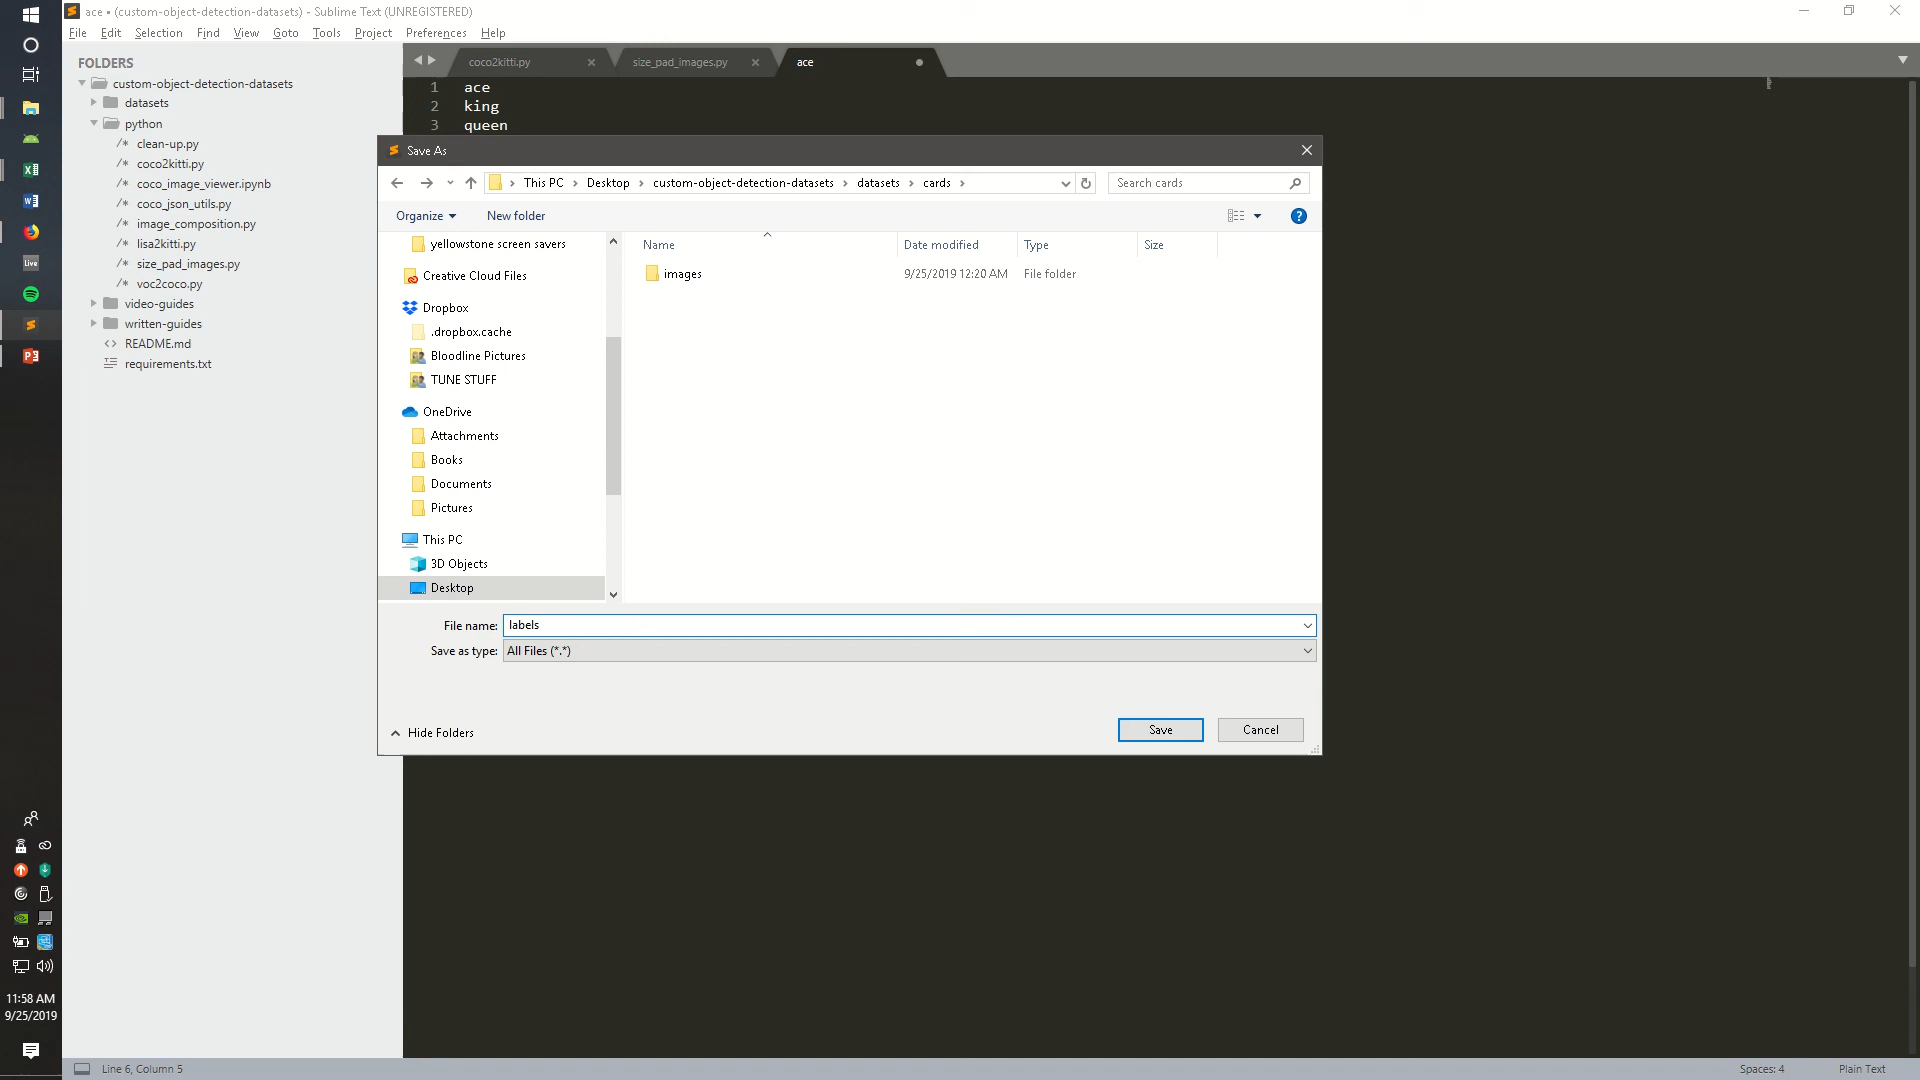 ace • (custom-object-detection-datasets) - Sublime Text (UNREGISTERED)
File Edit Selection Find View Goto Tools Project Preferences Help
FOLDERS
custom-object-detection-datasets
datasets
python
clean-up.py
coco2kitti.py
coco_image_viewer.ipynb
coco_json_utils.py
image_composition.py
lisa2kitti.py
size_pad_images.py
voc2coco.py
video-guides
written-guides
README.md
requirements.txt
coco2kitti.py size_pad_images.py ace
1 ace
2 king
3 queen
Save As
This PC Desktop custom-object-detection-datasets datasets cards
Search cards
Organize New folder
yellowstone screen savers
Creative Cloud Files
Dropbox
.dropbox.cache
Bloodline Pictures
TUNE STUFF
OneDrive
Attachments
Books
Documents
Pictures
This PC
3D Objects
Desktop
Name Date modified Type Size
images 9/25/2019 12:20 AM File folder
File name: labels
Save as type: All Files (*.*)
Hide Folders
Save Cancel
Live
11:58 AM
9/25/2019
Line 6, Column 5
Spaces: 4 Plain Text